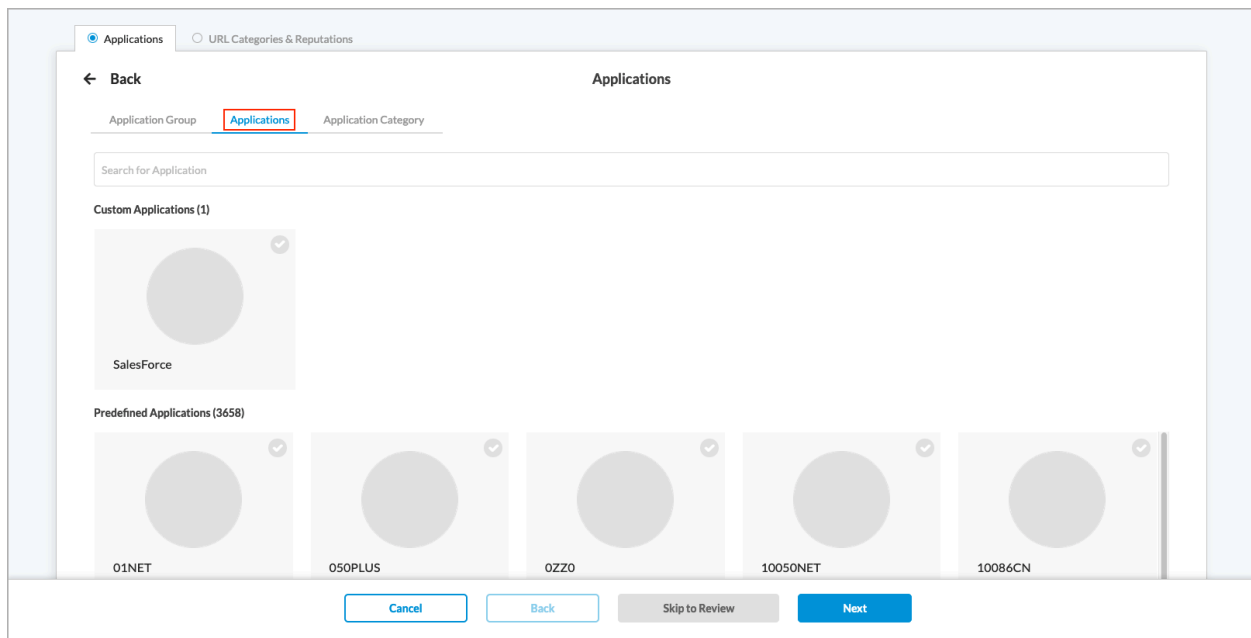 Applications URL Categories & Reputations
Back
Applications
Application Group Applications Application Category
Search for Application
Custom Applications (1)
SalesForce
Predefined Applications (3658)
01NET 050PLUS 0ZZ0 10050NET 10086CN
Cancel Back Skip to Review Next